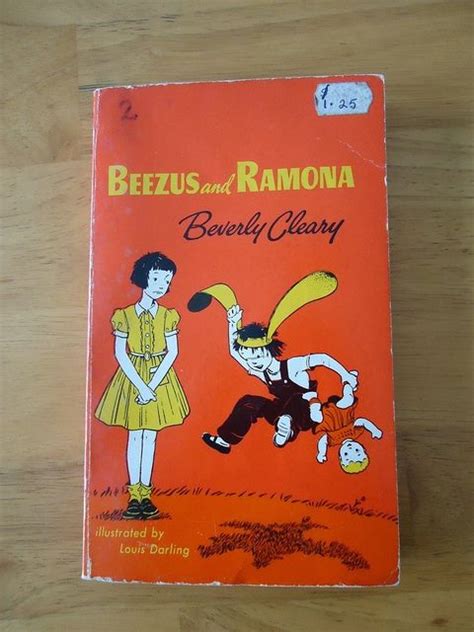 2
$1.25
BEEZUS and RAMONA
Beverly Cleary
illustrated by
Louis Darling